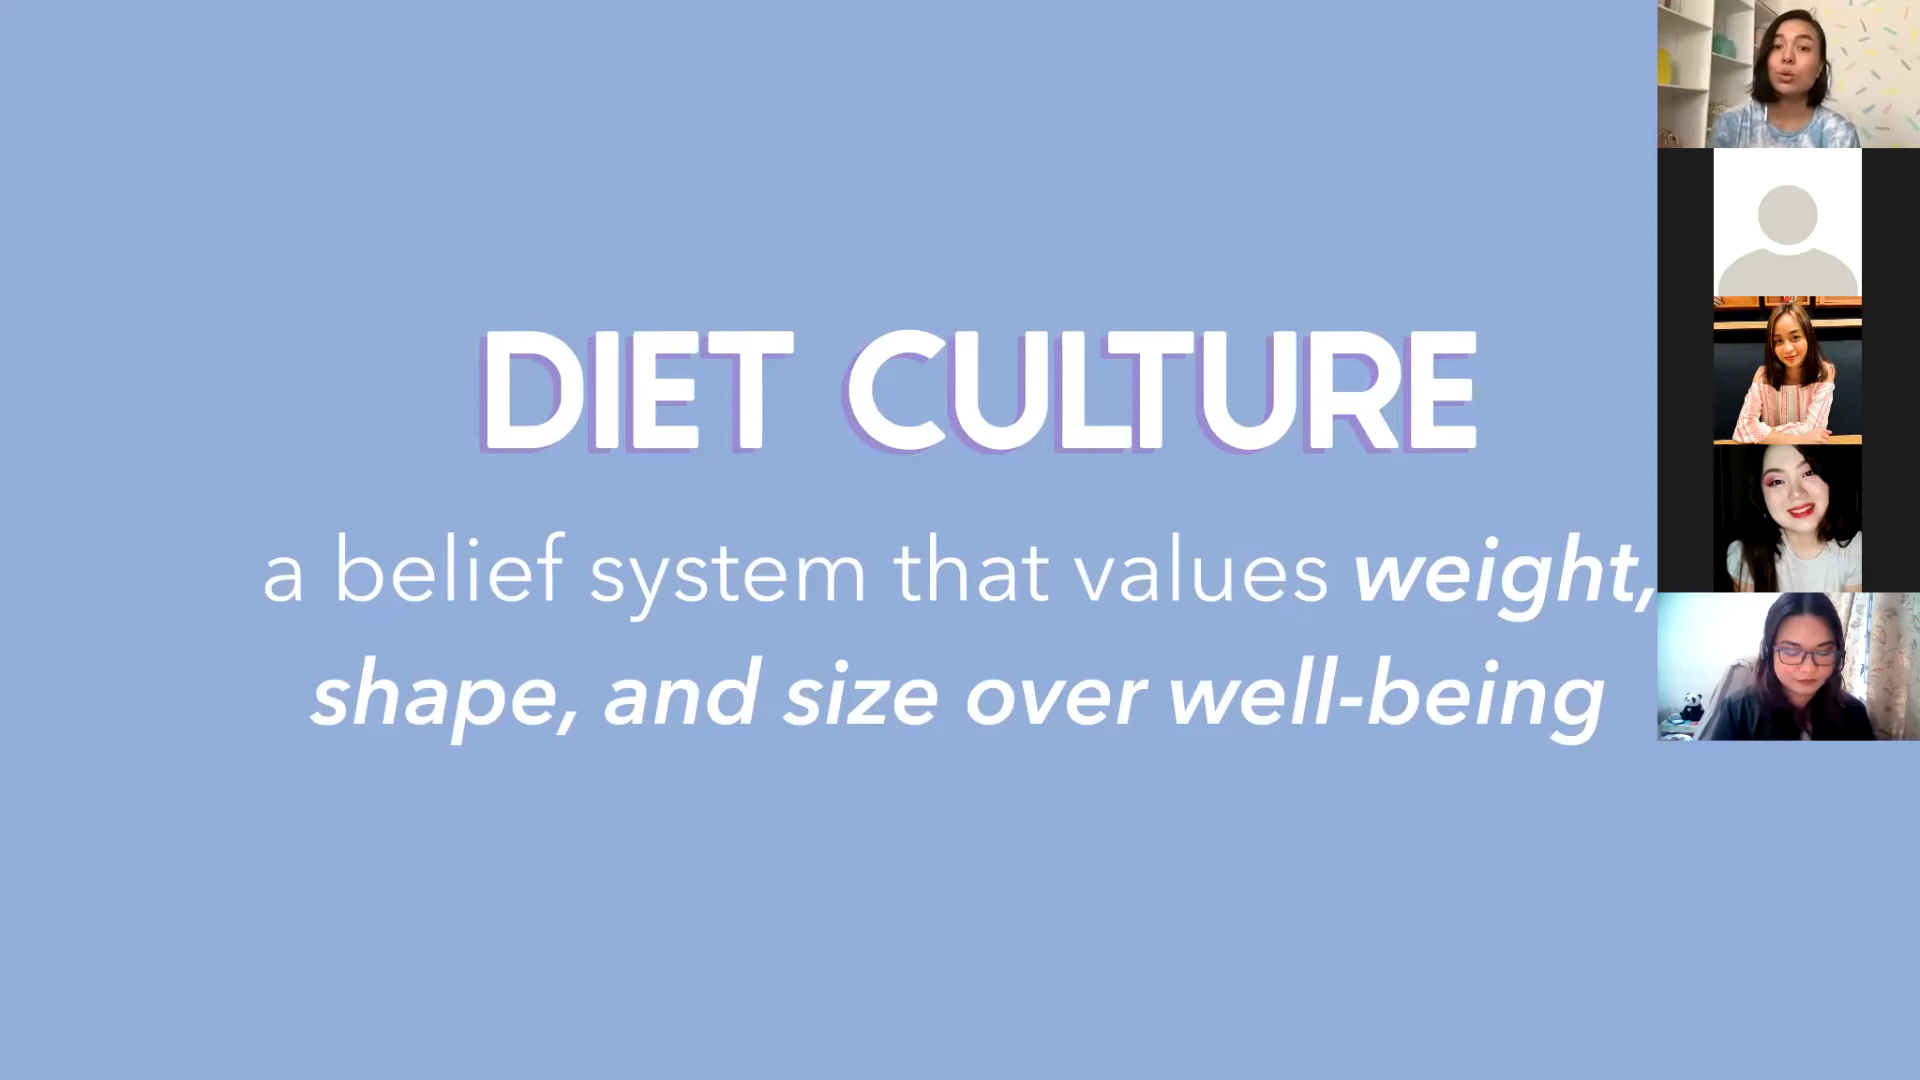 DIET CULTURE
a belief system that values weight,
shape, and size over well-being